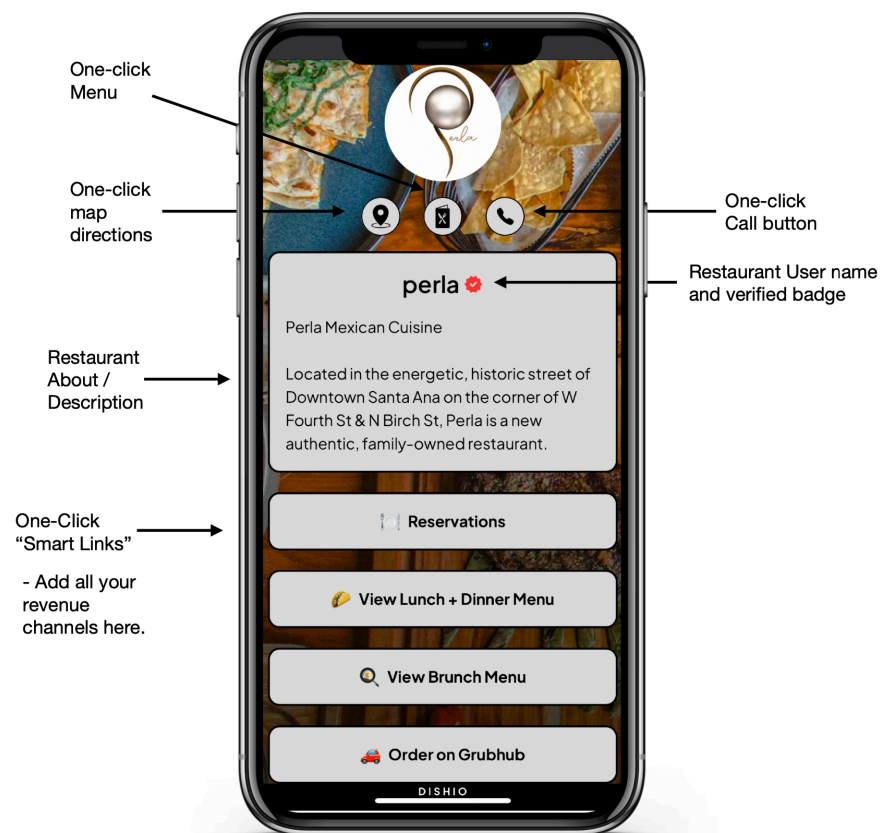 One-click
Menu
One-click
map
directions
One-click
Call button
Perla
perla
Restaurant User name
and verified badge
Perla Mexican Cuisine
Restaurant
About /
Description
Located in the energetic, historic street of
Downtown Santa Ana on the corner of W
Fourth St & N Birch St, Perla is a new
authentic, family-owned restaurant.
One-Click
“Smart Links”
- Add all your
revenue
channels here.
Reservations
View Lunch + Dinner Menu
View Brunch Menu
Order on Grubhub
DISHIO